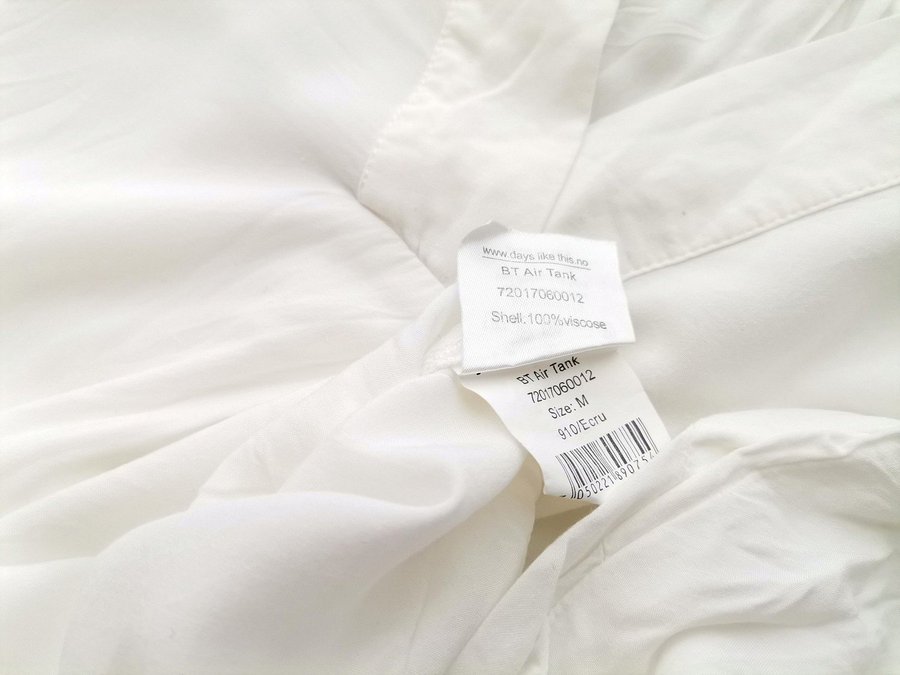 www.days like this.no
BT Air Tank
72017060012
Shell:100%viscose
BT Air Tank
72017060012
Size: M
910/Ecru